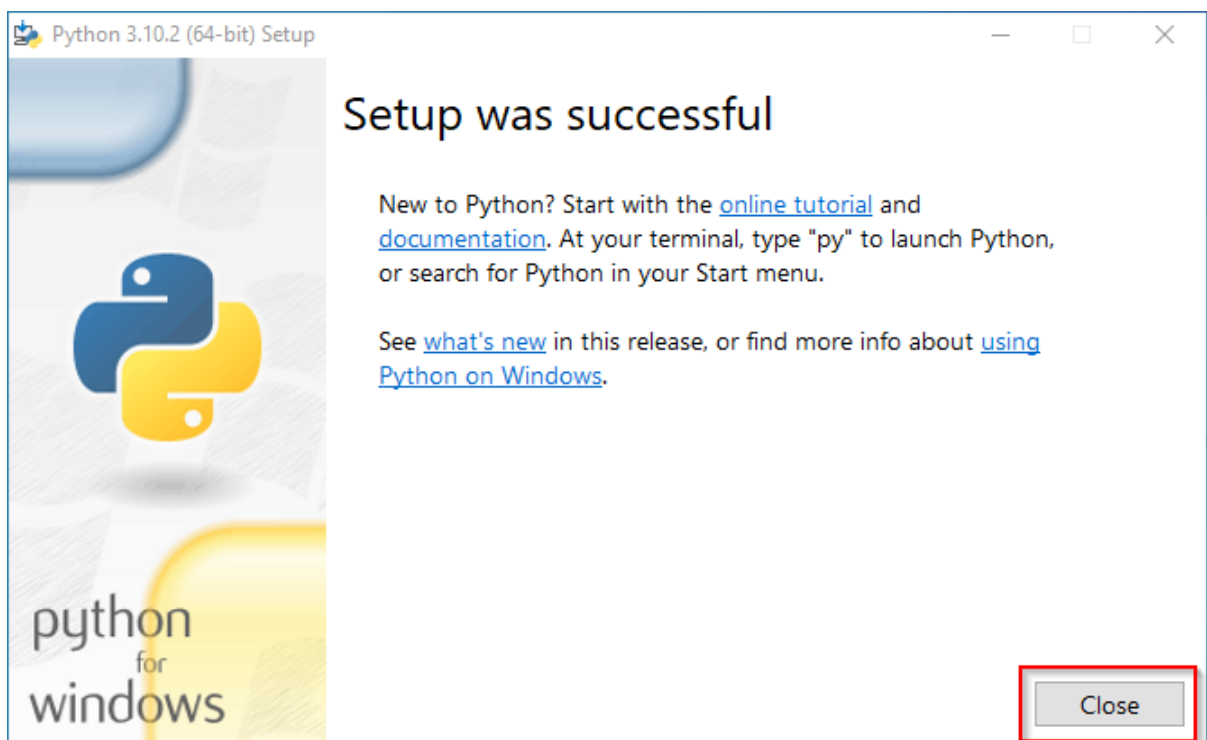 Python 3.10.2 (64-bit) Setup
Setup was successful
New to Python? Start with the online tutorial and
documentation. At your terminal, type "py" to launch Python,
or search for Python in your Start menu.
See what's new in this release, or find more info about using
Python on Windows.
python
for
windows
Close